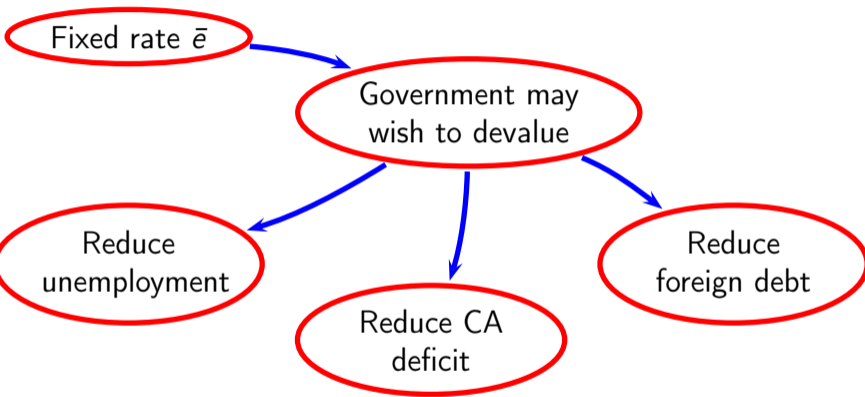 Fixed rate ē
Government may
wish to devalue
Reduce
unemployment
Reduce
foreign debt
Reduce CA
deficit